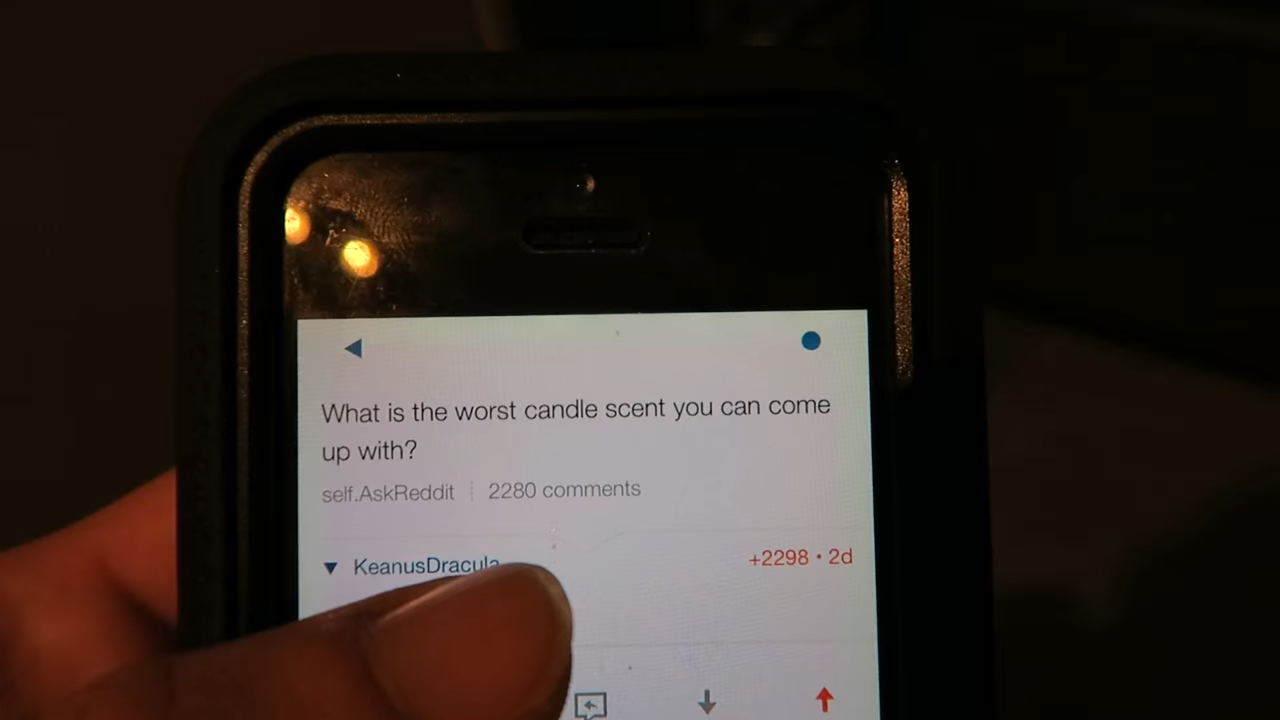 What is the worst candle scent you can come
up with?
self.AskReddit 2280 comments
KeanusDracula +2298 • 2d